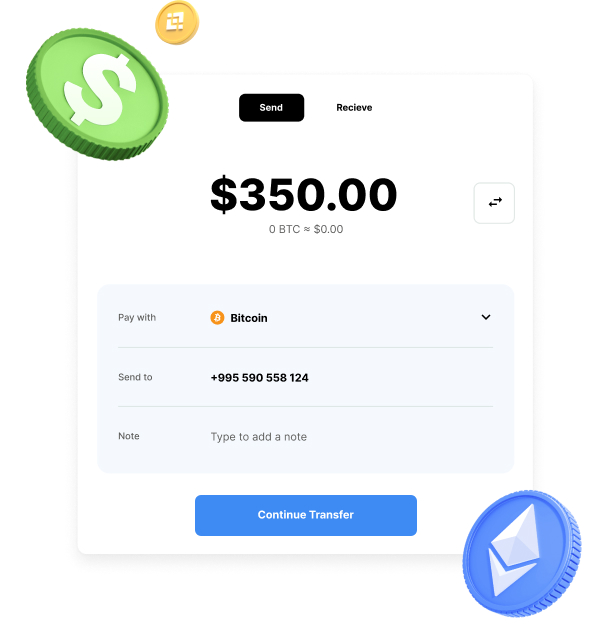 Send
Recieve
$350.00
0 BTC ≈ $0.00
Pay with
Bitcoin
Send to
+995 590 558 124
Note
Type to add a note
Continue Transfer